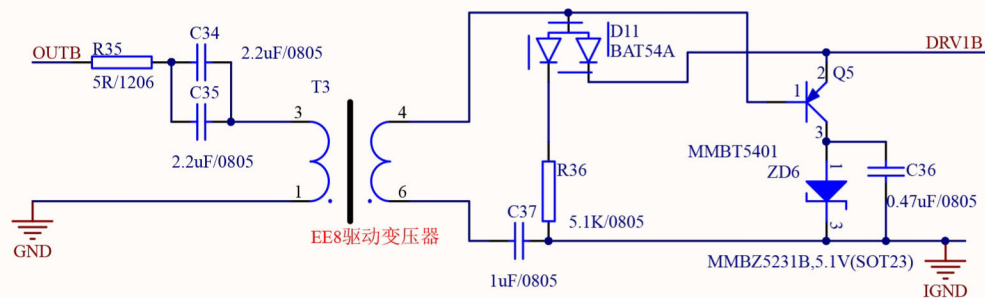 OUTB
R35
5R/1206
C34
2.2uF/0805
C35
2.2uF/0805
GND
T3
3
1
4
6
EE8驱动变压器
C37
1uF/0805
D11
BAT54A
R36
5.1K/0805
DRV1B
Q5
2
1
3
MMBT5401
ZD6
1
3
C36
0.47uF/0805
MMBZ5231B,5.1V(SOT23)
IGND